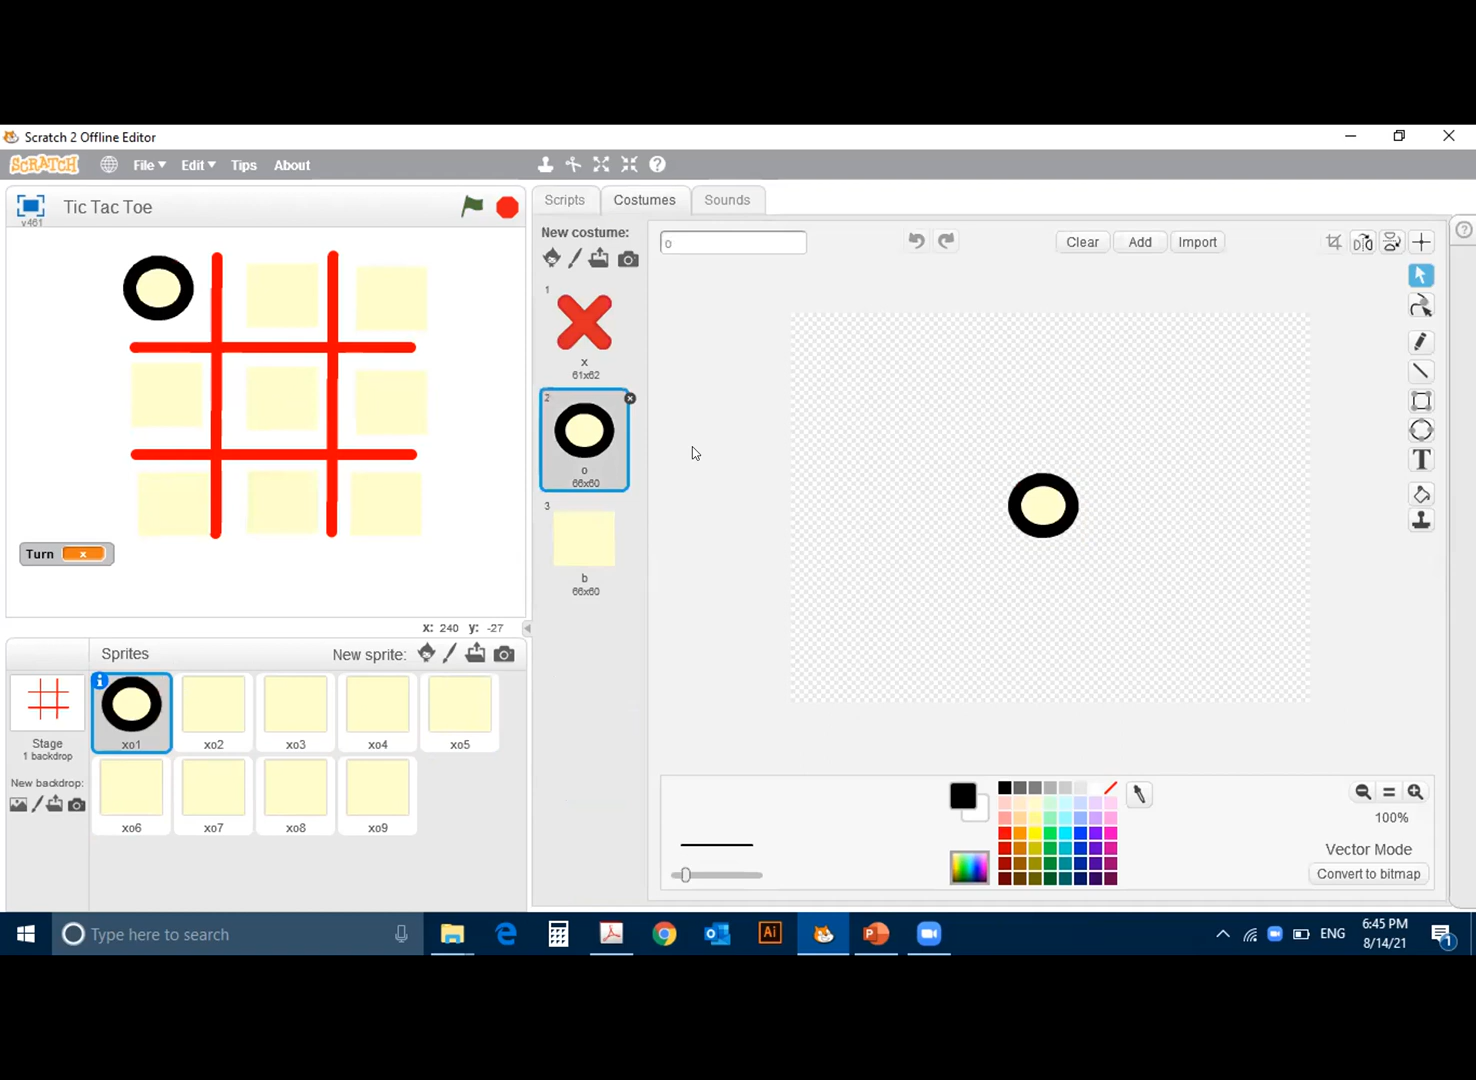 Scratch 2 Offline Editor
SCRATCH File Edit Tips About
v461
Tic Tac Toe
Scripts Costumes Sounds
New costume:
o
Clear Add Import
1
x
61x62
2
o
66x60
3
b
66x60
Turn x
x: 240 y: -27
Sprites New sprite:
Stage
1 backdrop
New backdrop:
xo1 xo2 xo3 xo4 xo5
xo6 xo7 xo8 xo9
T
100%
Vector Mode
Convert to bitmap
Type here to search
Ai
P
ENG
6:45 PM
8/14/21
1